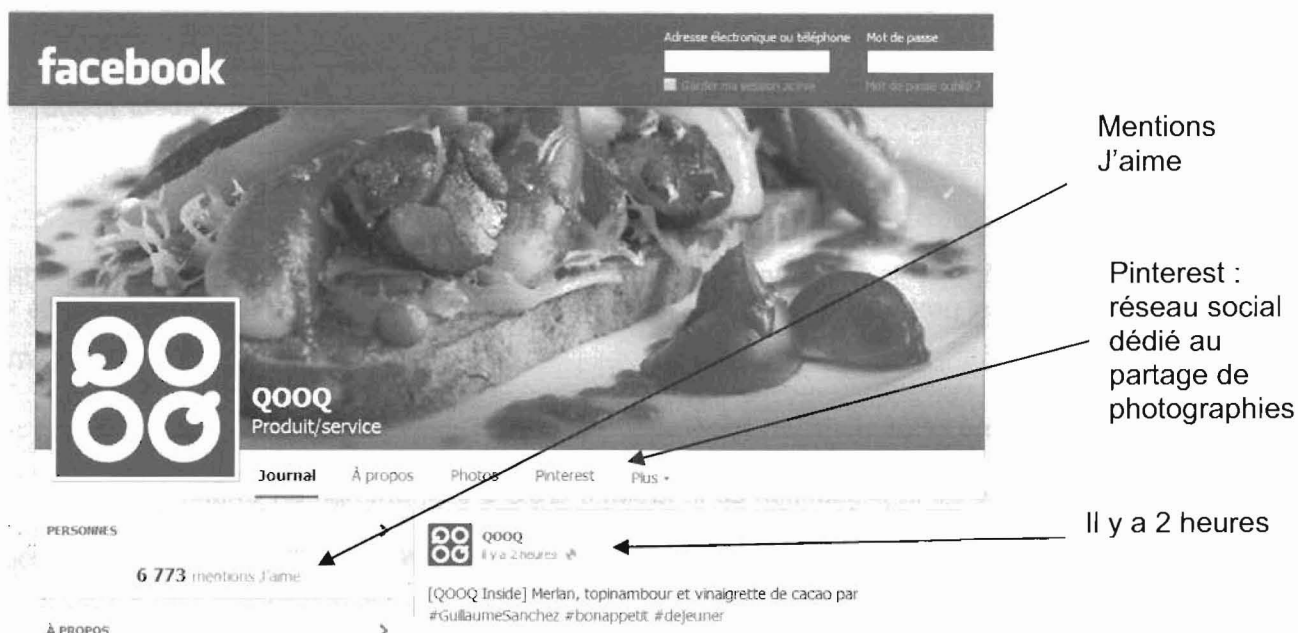 facebook
Adresse électronique ou téléphone
Mot de passe
Garder ma session active
Mot de passe oublié ?
Mentions
J'aime
Pinterest :
réseau social
dédié au
partage de
photographies
QOOQ
QOOQ
Produit/service
Journal
À propos
Photos
Pinterest
Plus
Il y a 2 heures
PERSONNES
6 773 mentions J'aime
À PROPOS
QOOQ
QOOQ
Il y a 2 heures
[QOOQ Inside] Merlan, topinambour et vinaigrette de cacao par
#GuillaumeSanchez #bonappetit #dejeuner